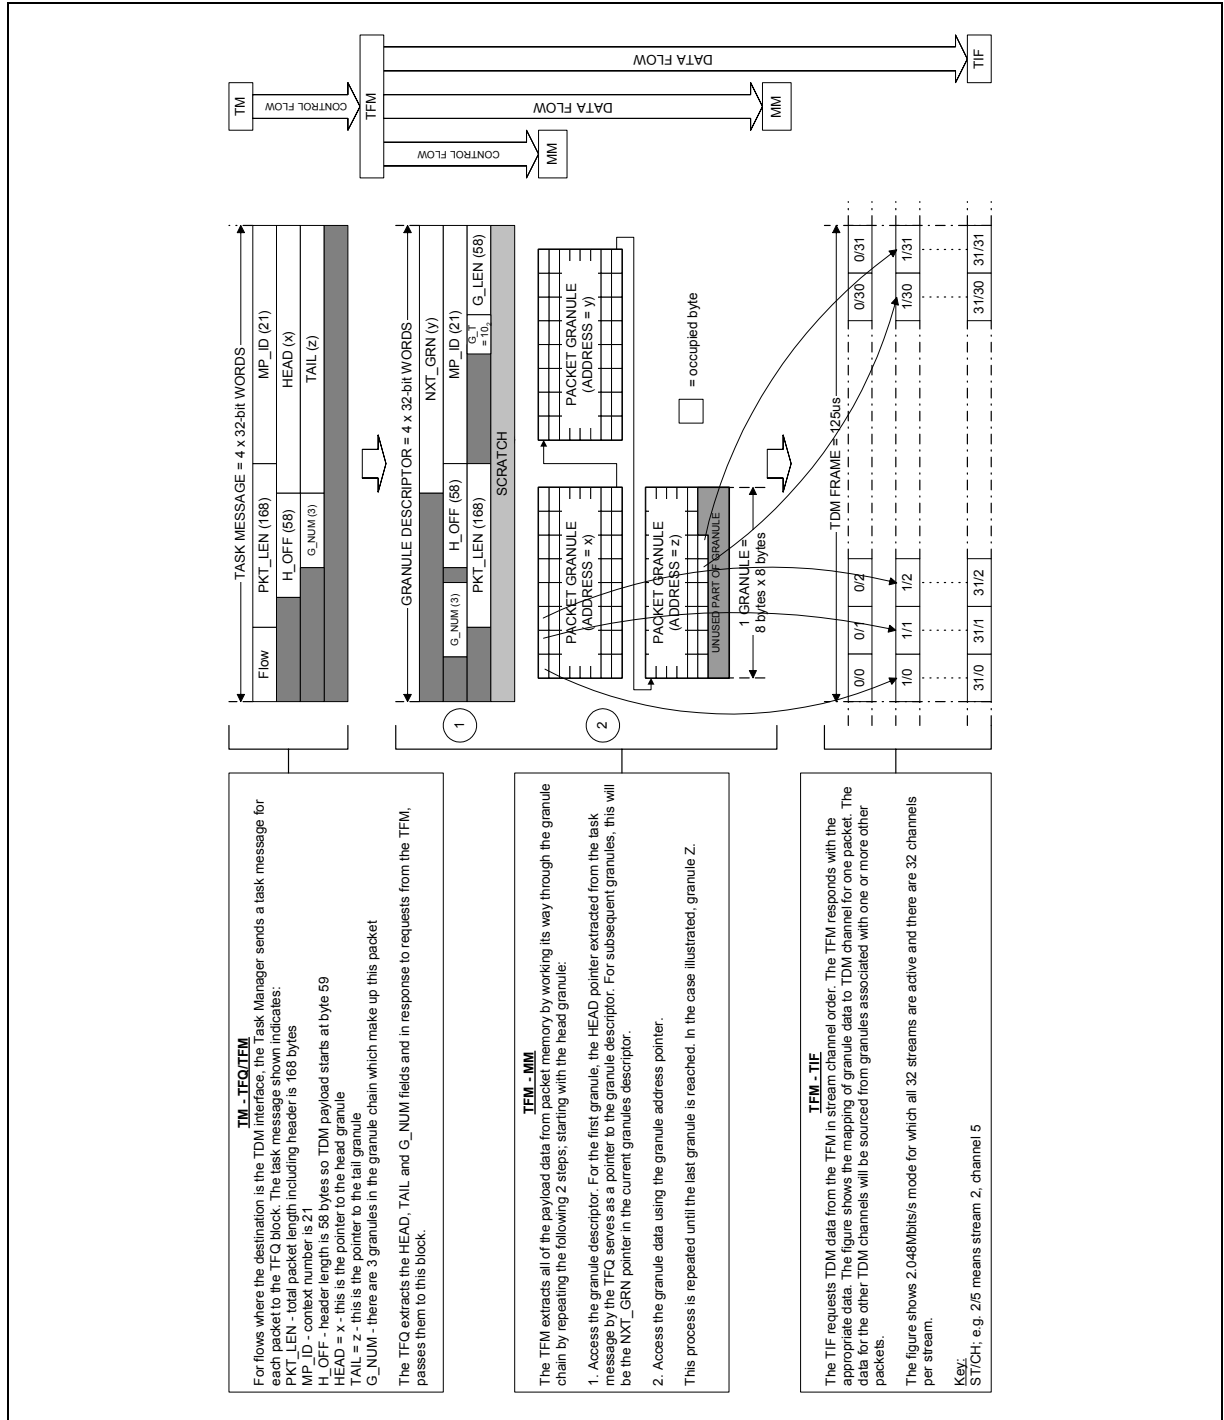 TM - TFQ/TFM
For flows where the destination is the TDM interface, the Task Manager sends a task message for
each packet to the TFQ block. The task message shown indicates:
PKT_LEN - total packet length including header is 168 bytes
MP_ID - context number is 21
H_OFF - header length is 58 bytes so TDM payload starts at byte 59
HEAD = x - this is the pointer to the head granule
TAIL = z - this is the pointer to the tail granule
G_NUM - there are 3 granules in the granule chain which make up this packet
The TFQ extracts the HEAD, TAIL and G_NUM fields and in response to requests from the TFM,
passes them to this block.
TFM - MM
The TFM extracts all of the payload data from packet memory by working its way through the granule
chain by repeating the following 2 steps; starting with the head granule:
1. Access the granule descriptor. For the first granule, the HEAD pointer extracted from the task
message by the TFQ serves as a pointer to the granule descriptor. For subsequent granules, this will
be the NXT_GRN pointer in the current granules descriptor.
2. Access the granule data using the granule address pointer.
This process is repeated until the last granule is reached. In the case illustrated, granule Z.
TFM - TIF
The TIF requests TDM data from the TFM in stream channel order. The TFM responds with the
appropriate data. The figure shows the mapping of granule data to TDM channel for one packet. The
data for the other TDM channels will be sourced from granules associated with one or more other
packets.
The figure shows 2.048Mbits/s mode for which all 32 streams are active and there are 32 channels
per stream.
Key:
ST/CH; e.g. 2/5 means stream 2, channel 5
TASK MESSAGE = 4 x 32-bit WORDS
Flow PKT_LEN (168) MP_ID (21)
H_OFF (58) HEAD (x)
G_NUM (3) TAIL (z)
1
GRANULE DESCRIPTOR = 4 x 32-bit WORDS
NXT_GRN (y)
G_NUM (3) H_OFF (58) MP_ID (21)
PKT_LEN (168) G_T = 10₂ G_LEN (58)
SCRATCH
2
PACKET GRANULE
(ADDRESS = x)
PACKET GRANULE
(ADDRESS = y)
PACKET GRANULE
(ADDRESS = z)
UNUSED PART OF GRANULE
1 GRANULE =
8 bytes x 8 bytes
= occupied byte
TDM FRAME = 125us
0/0 0/1 0/2 0/30 0/31
1/0 1/1 1/2 1/30 1/31
31/0 31/1 31/2 31/30 31/31
TM
CONTROL FLOW
TFM
CONTROL FLOW
MM
DATA FLOW
MM
DATA FLOW
TIF